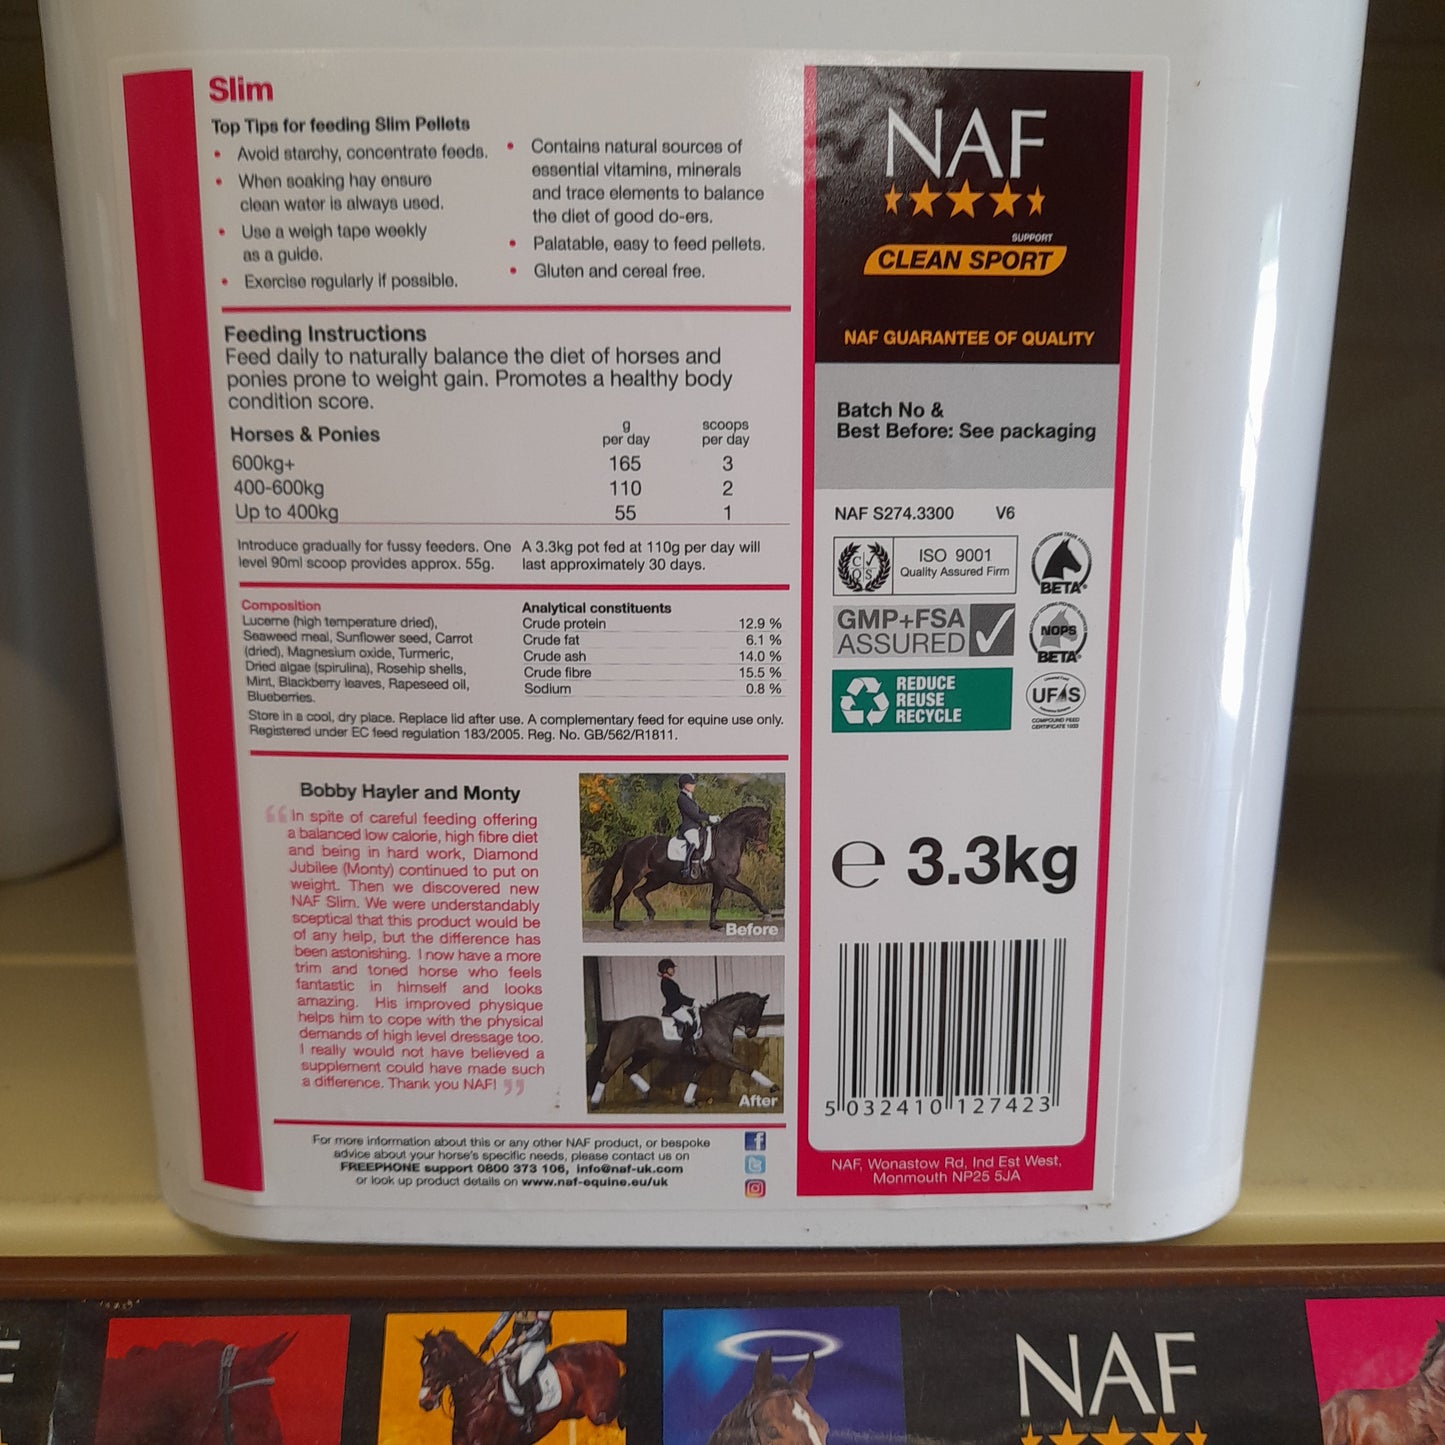 Slim
Top Tips for feeding Slim Pellets
• Avoid starchy, concentrate feeds.
• When soaking hay ensure
clean water is always used.
• Use a weigh tape weekly
as a guide.
• Exercise regularly if possible.
• Contains natural sources of
essential vitamins, minerals
and trace elements to balance
the diet of good do-ers.
• Palatable, easy to feed pellets.
• Gluten and cereal free.
Feeding Instructions
Feed daily to naturally balance the diet of horses and
ponies prone to weight gain. Promotes a healthy body
condition score.
Horses & Ponies g per day scoops per day
600kg+ 165 3
400-600kg 110 2
Up to 400kg 55 1
Introduce gradually for fussy feeders. One
level 90ml scoop provides approx. 55g.
A 3.3kg pot fed at 110g per day will
last approximately 30 days.
Composition
Lucerne (high temperature dried),
Seaweed meal, Sunflower seed, Carrot
(dried), Magnesium oxide, Turmeric,
Dried algae (spirulina), Rosehip shells,
Mint, Blackberry leaves, Rapeseed oil,
Blueberries.
Analytical constituents
Crude protein 12.9 %
Crude fat 6.1 %
Crude ash 14.0 %
Crude fibre 15.5 %
Sodium 0.8 %
Store in a cool, dry place. Replace lid after use. A complementary feed for equine use only.
Registered under EC feed regulation 183/2005. Reg. No. GB/562/R1811.
Bobby Hayler and Monty
“In spite of careful feeding offering
a balanced low calorie, high fibre diet
and being in hard work, Diamond
Jubilee (Monty) continued to put on
weight. Then we discovered new
NAF Slim. We were understandably
sceptical that this product would be
of any help, but the difference has
been astonishing. I now have a more
trim and toned horse who feels
fantastic in himself and looks
amazing. His improved physique
helps him to cope with the physical
demands of high level dressage too.
I really would not have believed a
supplement could have made such
a difference. Thank you NAF!”
Before
After
For more information about this or any other NAF product, or bespoke
advice about your horse's specific needs, please contact us on
FREEPHONE support 0800 373 106, info@naf-uk.com
or look up product details on www.naf-equine.eu/uk
NAF
SUPPORT
CLEAN SPORT
NAF GUARANTEE OF QUALITY
Batch No &
Best Before: See packaging
NAF S274.3300 V6
CQS
ISO 9001
Quality Assured Firm
BETA
GMP+FSA
ASSURED
NOPS
BETA
REDUCE
REUSE
RECYCLE
UFAS
COMPOUND FEED
e 3.3kg
5 032410 127423
NAF, Wonastow Rd, Ind Est West,
Monmouth NP25 5JA
NAF